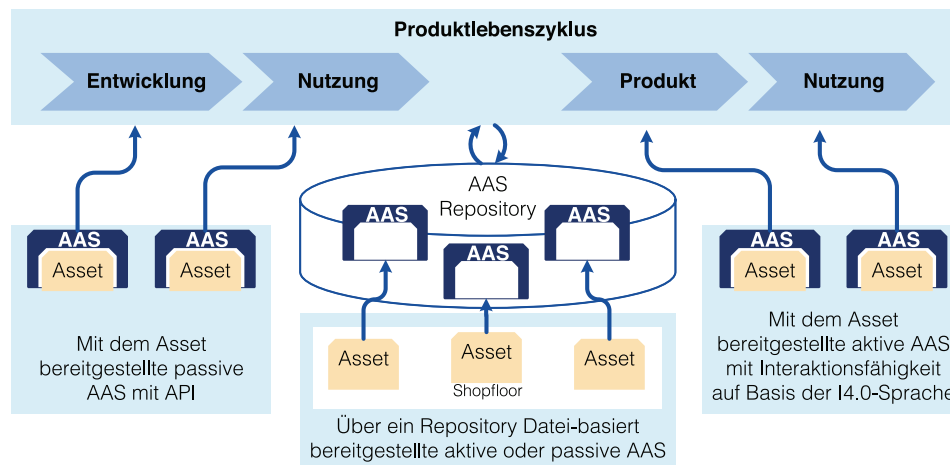 Produktlebenszyklus
Entwicklung
Nutzung
Produkt
Nutzung
AAS
Repository
AAS
Asset
AAS
Asset
AAS
AAS
AAS
AAS
Asset
AAS
Asset
Mit dem Asset
bereitgestellte passive
AAS mit API
Asset
Asset
Asset
Shopfloor
Über ein Repository Datei-basiert
bereitgestellte aktive oder passive AAS
Mit dem Asset
bereitgestellte aktive AAS
mit Interaktionsfähigkeit
auf Basis der I4.0-Sprache